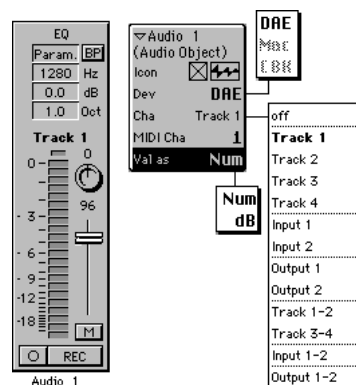 EQ
Param. BP
1280 Hz
0.0 dB
1.0 Oct
Track 1
0
0-
96
- 3-
- 6-
- 9-
-12
-18
M
O REC
Audio 1
▽Audio 1
(Audio Object)
Icon
Dev DAE
Cha Track 1
MIDI Cha 1
Val as Num
DAE
Mac
CBX
Num
dB
off
Track 1
Track 2
Track 3
Track 4
Input 1
Input 2
Output 1
Output 2
Track 1-2
Track 3-4
Input 1-2
Output 1-2